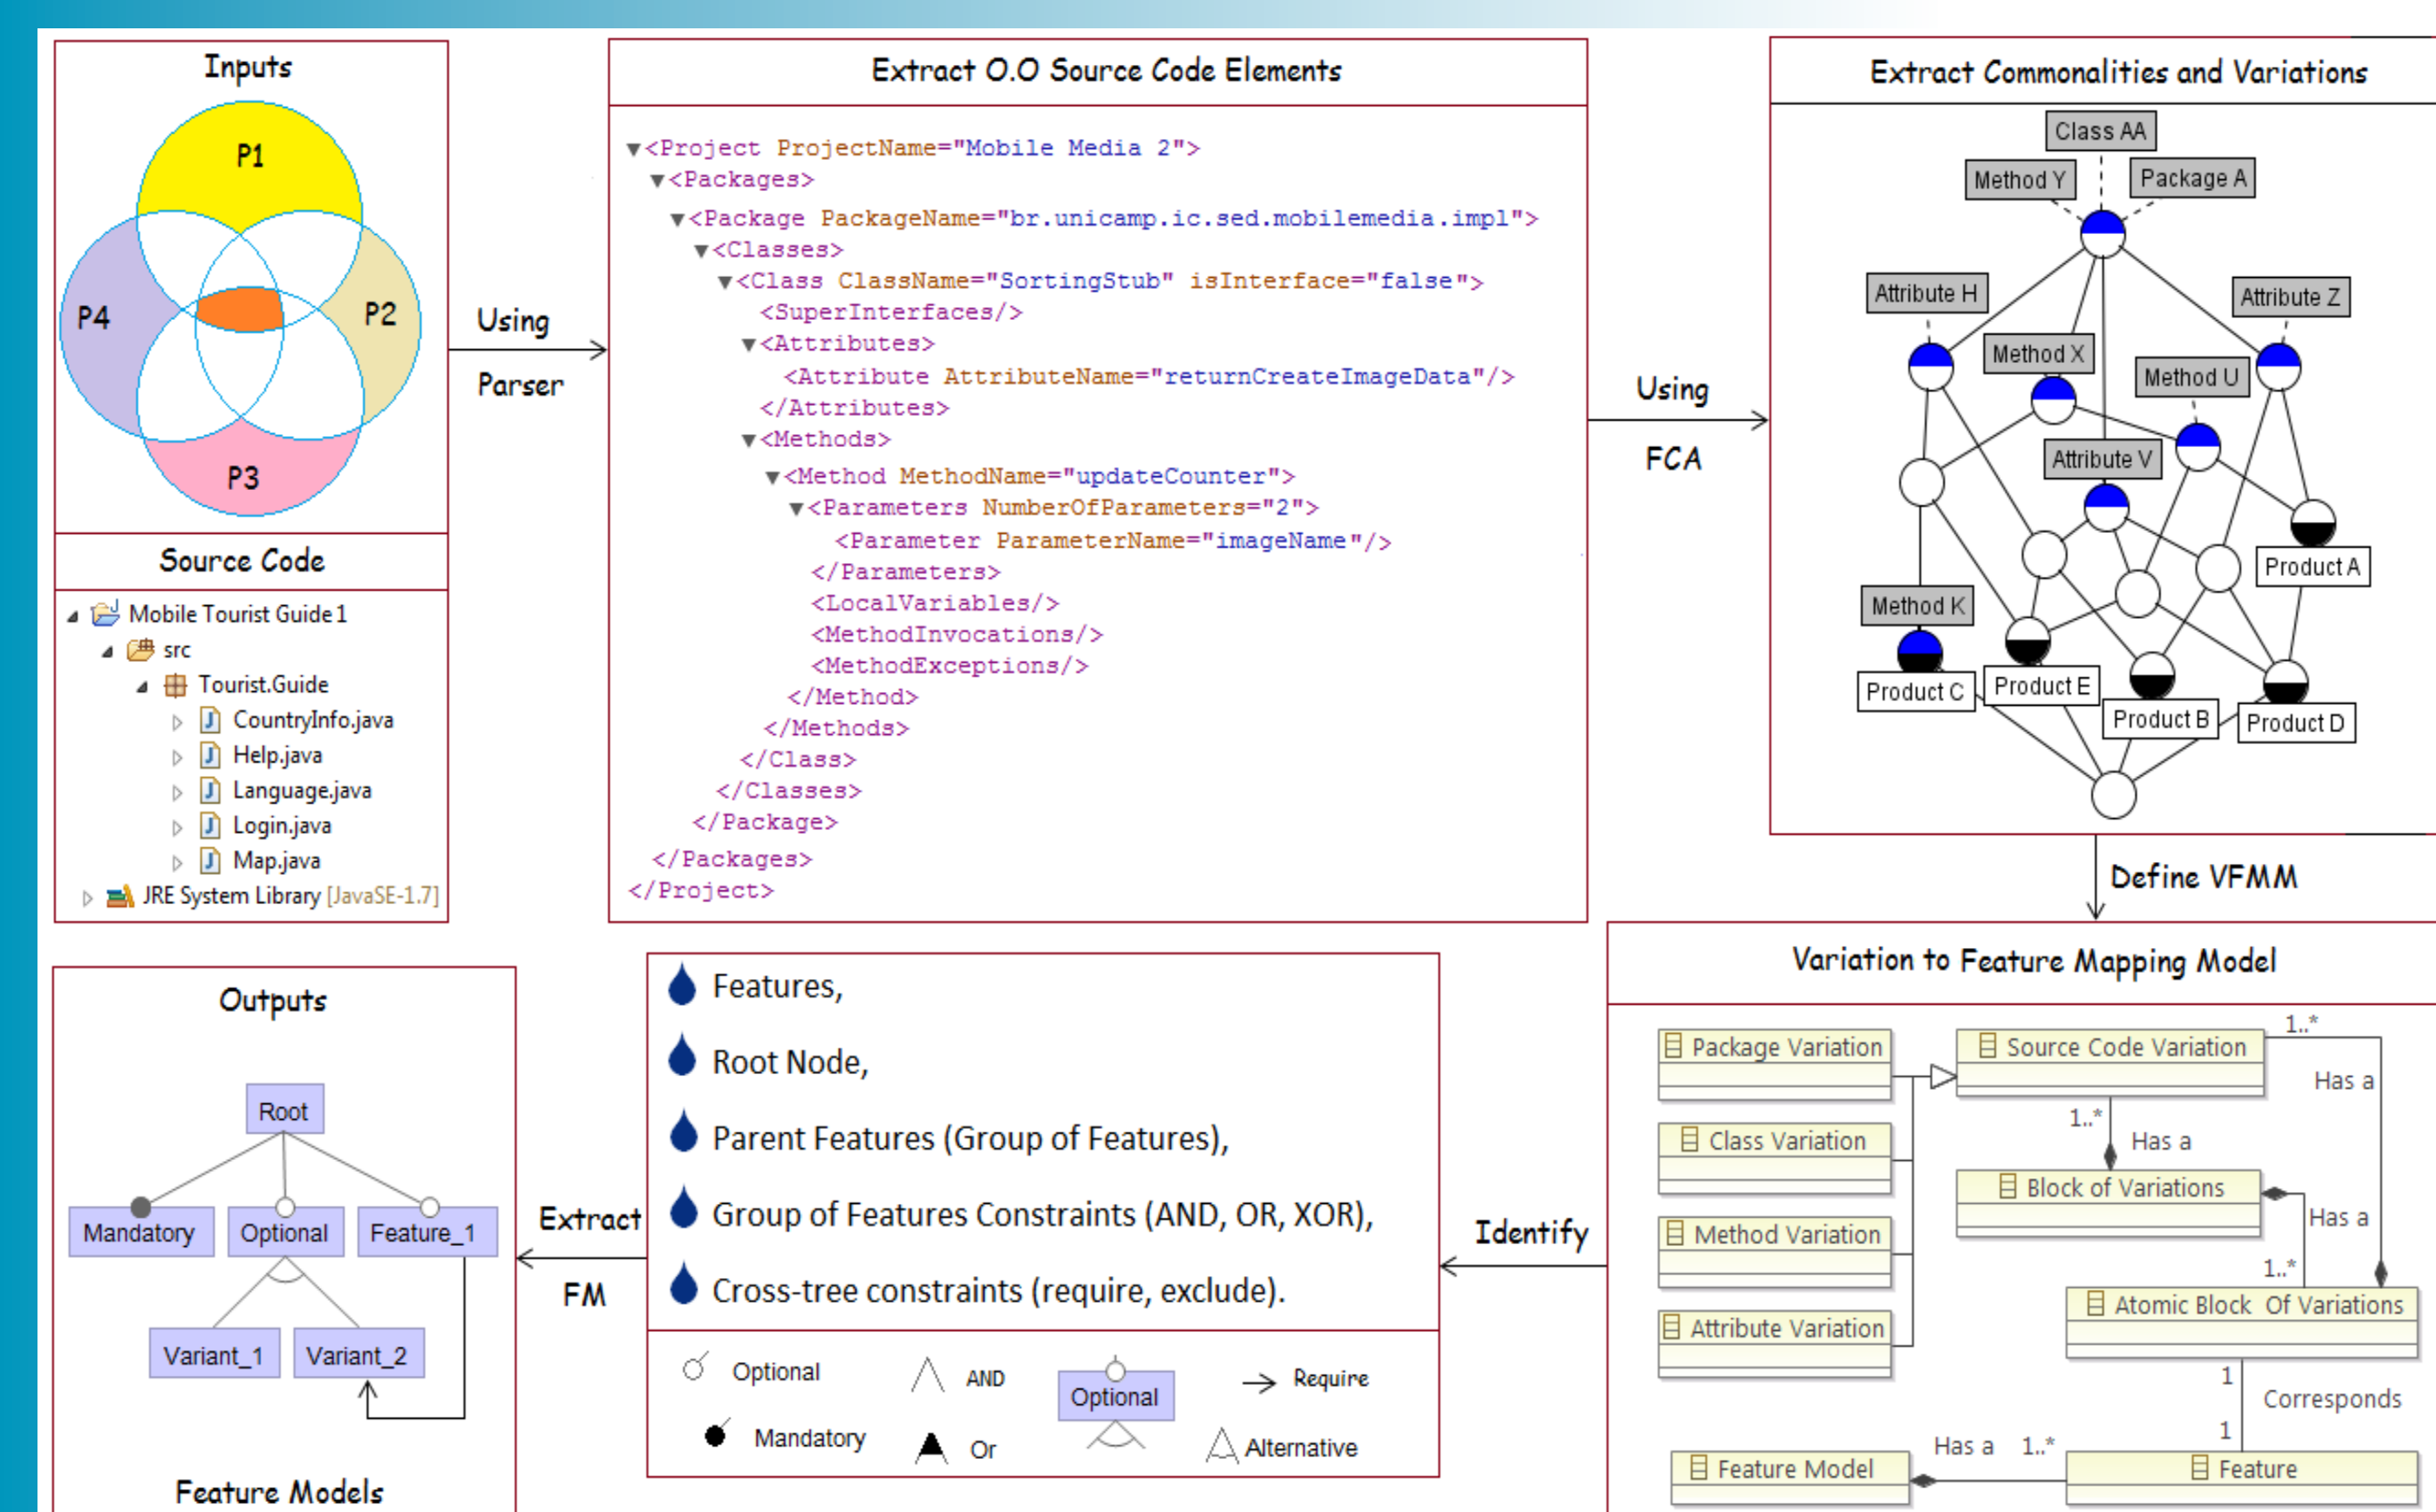 Inputs
P1
P4
P2
P3
Source Code
Mobile Tourist Guide 1
src
Tourist.Guide
CountryInfo.java
Help.java
Language.java
Login.java
Map.java
JRE System Library [JavaSE-1.7]
Using
Parser
Extract O.O Source Code Elements
<Project ProjectName="Mobile Media 2">
<Packages>
<Package PackageName="br.unicamp.ic.sed.mobilemedia.impl">
<Classes>
<Class ClassName="SortingStub" isInterface="false">
<SuperInterfaces/>
<Attributes>
<Attribute AttributeName="returnCreateImageData"/>
</Attributes>
<Methods>
<Method MethodName="updateCounter">
<Parameters NumberOfParameters="2">
<Parameter ParameterName="imageName"/>
</Parameters>
<LocalVariables/>
<MethodInvocations/>
<MethodExceptions/>
</Method>
</Methods>
</Class>
</Classes>
</Package>
</Packages>
</Project>
Using
FCA
Extract Commonalities and Variations
Class AA
Method Y
Package A
Attribute H
Attribute Z
Method X
Method U
Attribute V
Product A
Method K
Product C
Product E
Product B
Product D
Define VFMM
Variation to Feature Mapping Model
Package Variation
Source Code Variation
1..*
Has a
1..*
Has a
Class Variation
Block of Variations
Has a
Method Variation
1..*
Atomic Block Of Variations
Attribute Variation
1
Corresponds
1
Has a 1..*
Feature Model
Feature
Identify
Features,
Root Node,
Parent Features (Group of Features),
Group of Features Constraints (AND, OR, XOR),
Cross-tree constraints (require, exclude).
Optional
AND
Optional
Require
Mandatory
Or
Alternative
Extract
FM
Outputs
Root
Mandatory
Optional
Feature_1
Variant_1
Variant_2
Feature Models